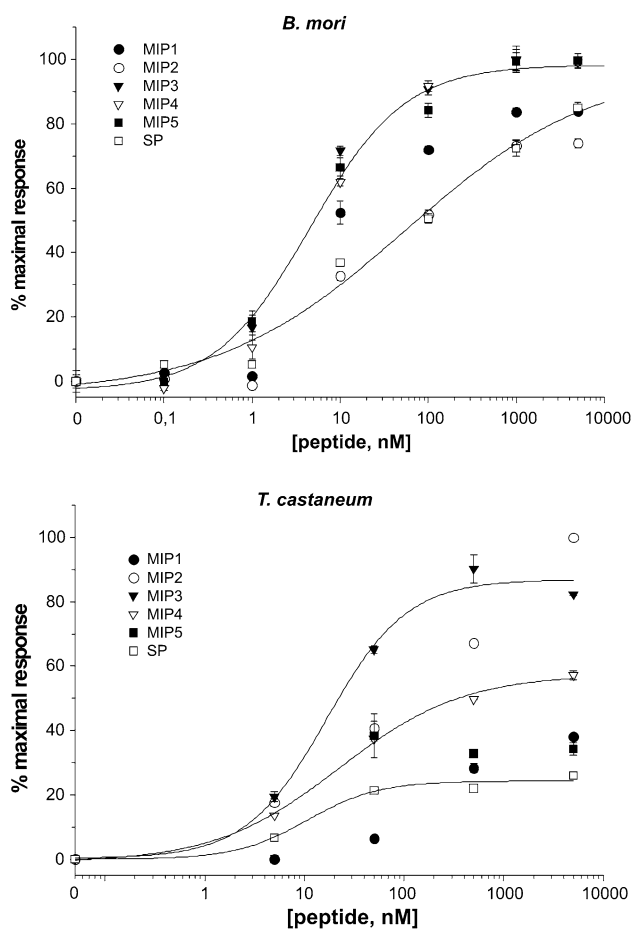 B. mori
MIP1
MIP2
MIP3
MIP4
MIP5
SP
% maximal response
100
80
60
40
20
0
0 0,1 1 10 100 1000 10000
[peptide, nM]
T. castaneum
MIP1
MIP2
MIP3
MIP4
MIP5
SP
% maximal response
100
80
60
40
20
0
0 1 10 100 1000 10000
[peptide, nM]